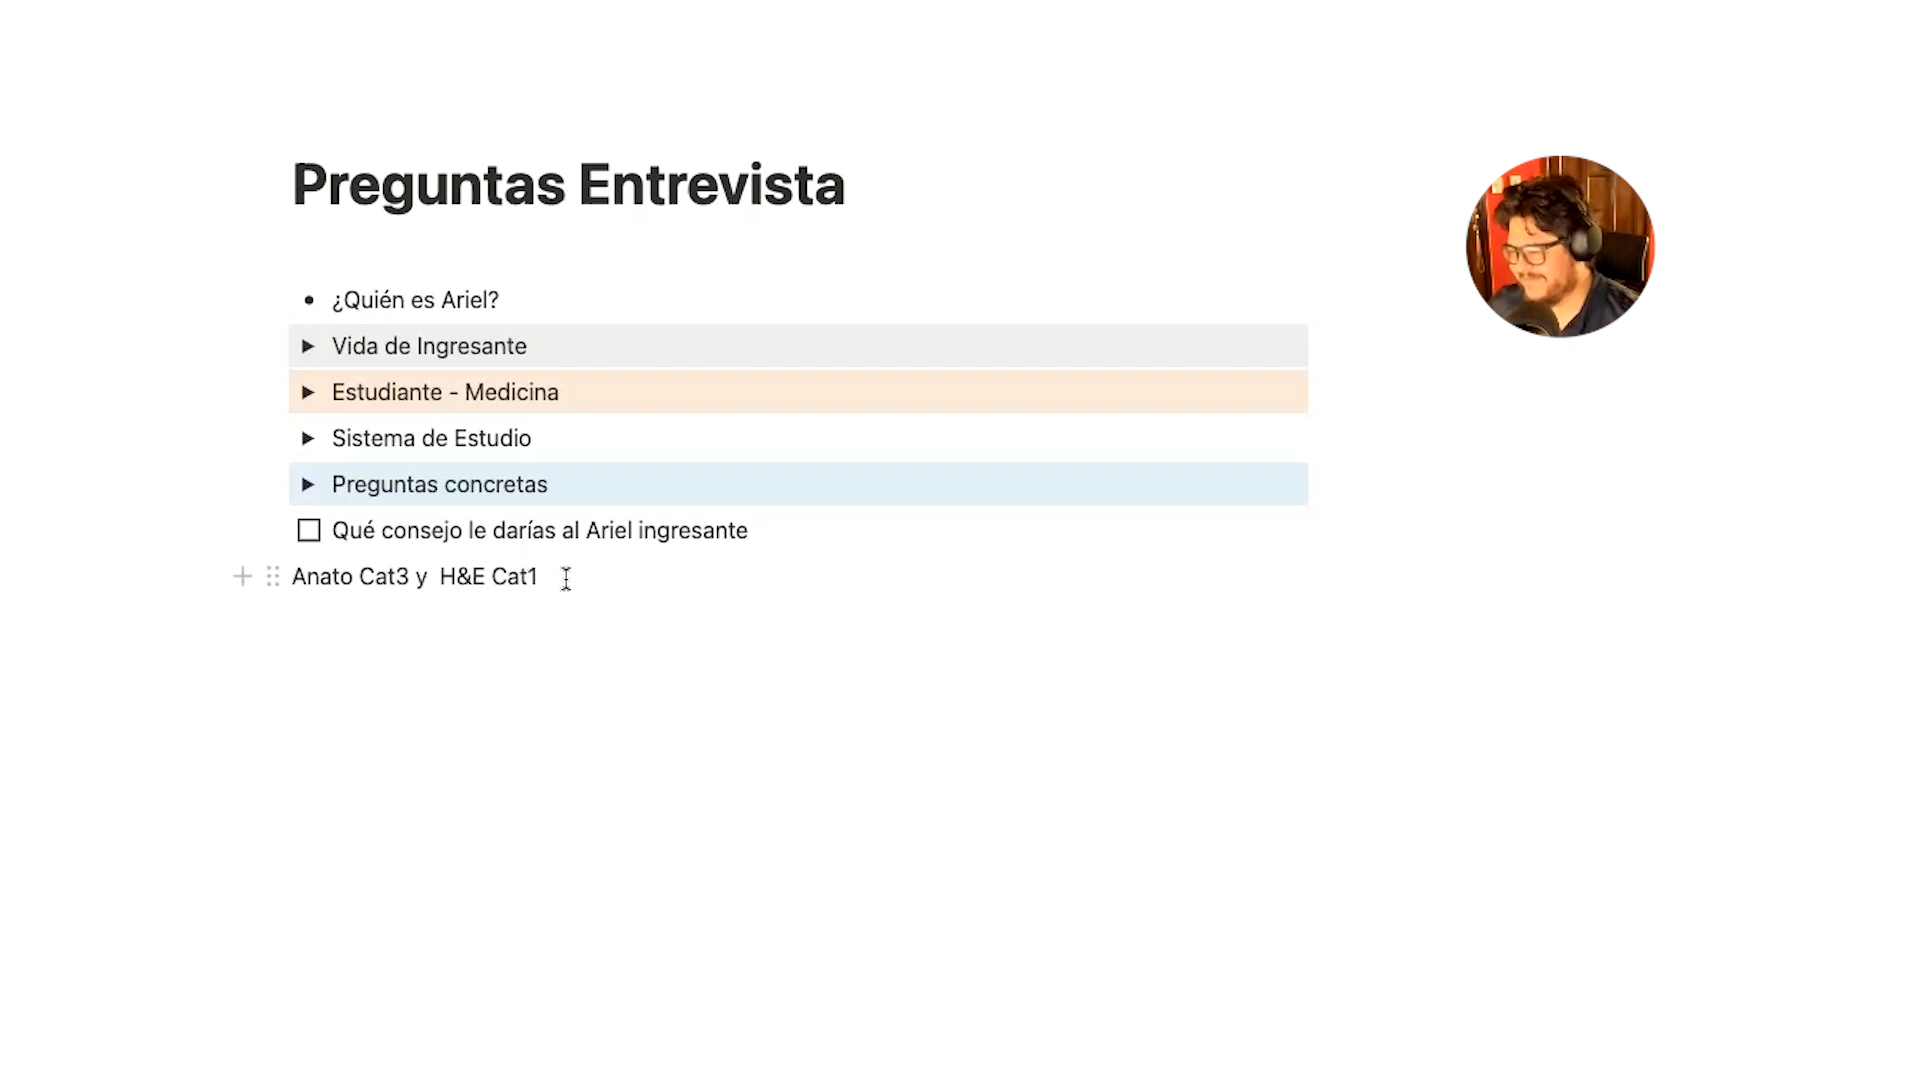 Preguntas Entrevista
¿Quién es Ariel?
Vida de Ingresante
Estudiante - Medicina
Sistema de Estudio
Preguntas concretas
Qué consejo le darías al Ariel ingresante
Anato Cat3 y  H&E Cat1